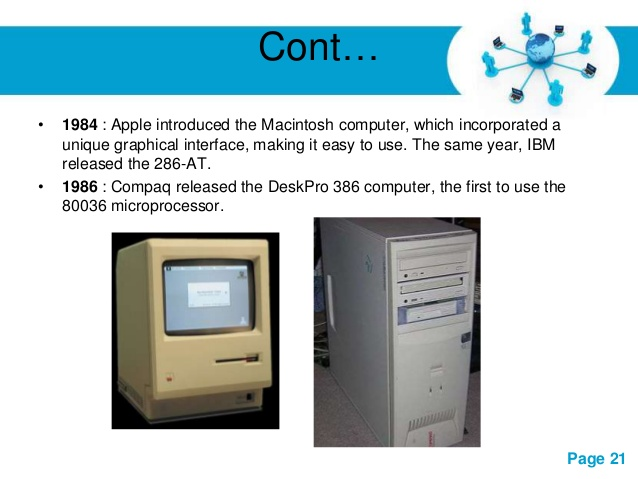 Cont…
• 1984 : Apple introduced the Macintosh computer, which incorporated a
unique graphical interface, making it easy to use. The same year, IBM
released the 286-AT.
• 1986 : Compaq released the DeskPro 386 computer, the first to use the
80036 microprocessor.
Page 21